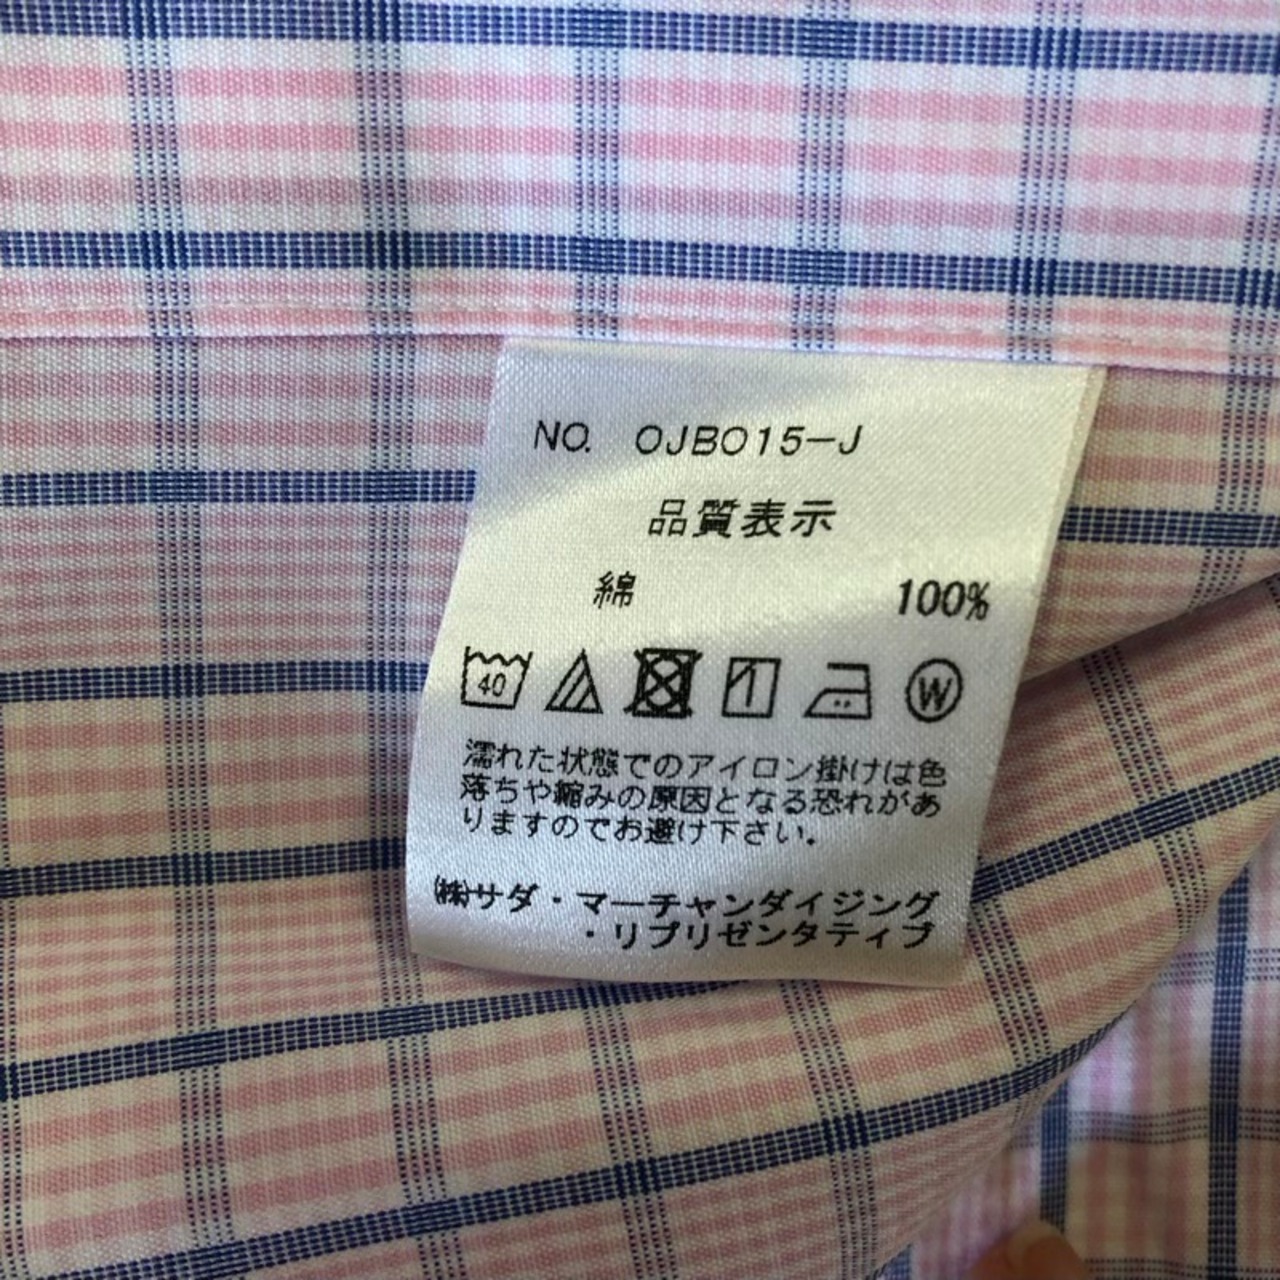 NO. OJB015-J
品質表示
綿 100%
40 W
濡れた状態でのアイロン掛けは色
落ちや縮みの原因となる恐れがあ
りますのでお避け下さい。
㈱サダ・マーチャンダイジング
・リプリゼンタティブ